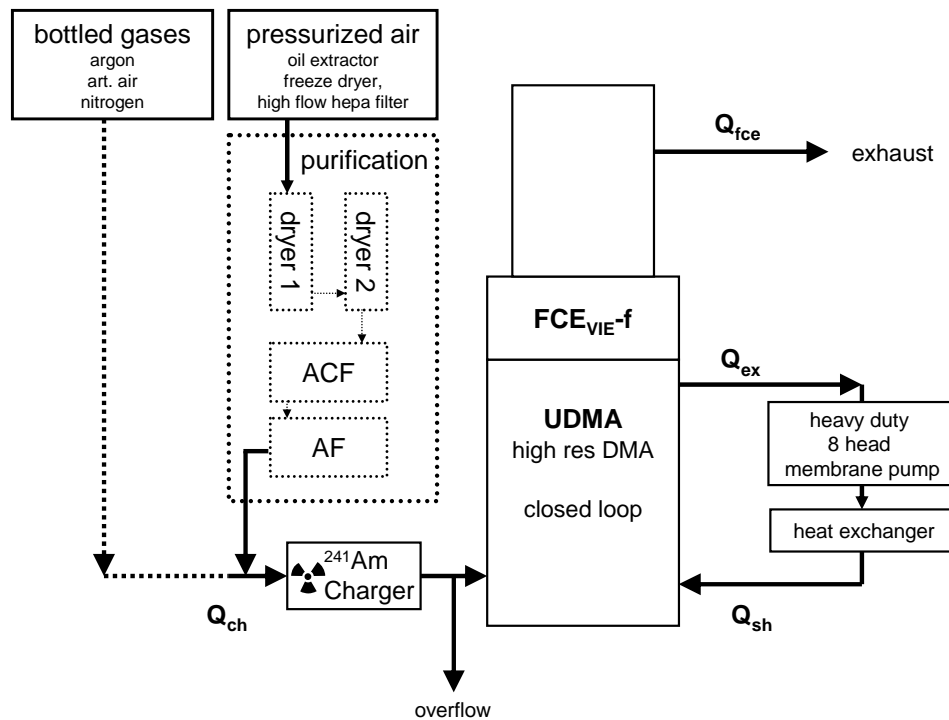 bottled gases
argon
art. air
nitrogen
pressurized air
oil extractor
freeze dryer,
high flow hepa filter
purification
dryer 1
dryer 2
ACF
AF
Q_ch
241Am
Charger
overflow
Q_fce
exhaust
FCE_VIE-f
UDMA
high res DMA
closed loop
Q_ex
heavy duty
8 head
membrane pump
heat exchanger
Q_sh